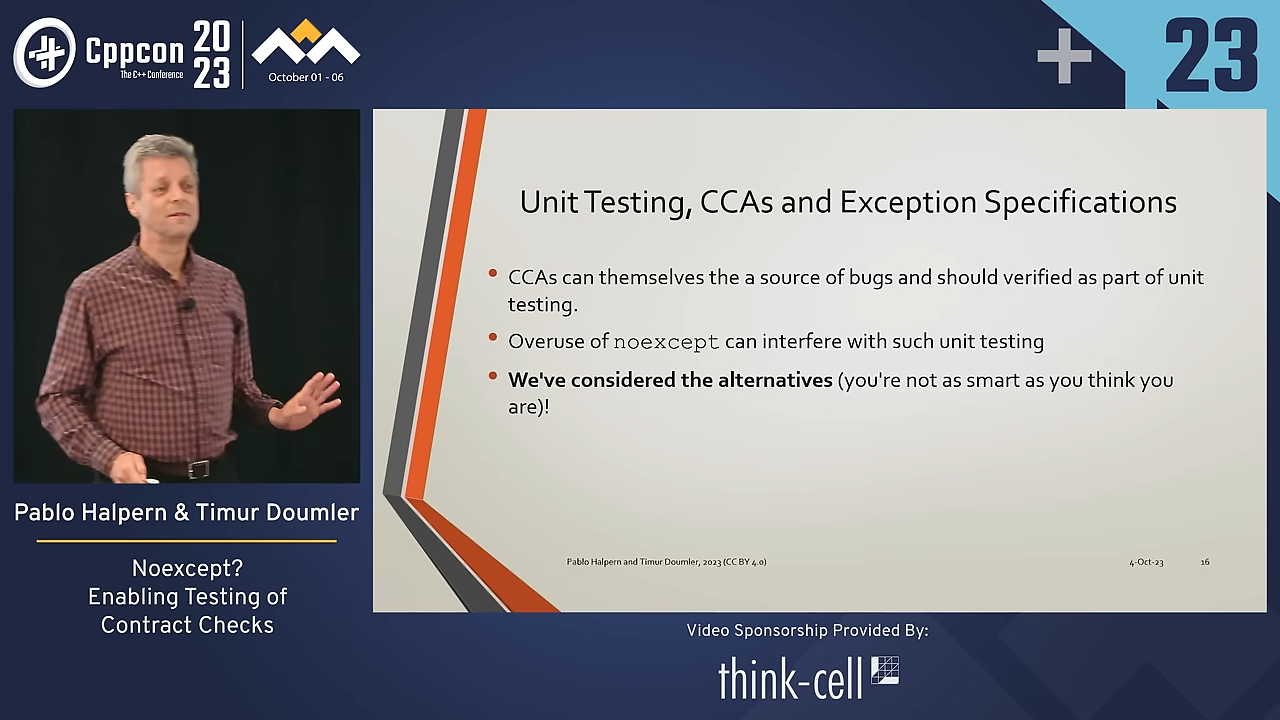 Cppcon
The C++ Conference
20
23
October 01 - 06
23
Unit Testing, CCAs and Exception Specifications
• CCAs can themselves the a source of bugs and should verified as part of unit
testing.
• Overuse of noexcept can interfere with such unit testing
• We've considered the alternatives (you're not as smart as you think you
are)!
Pablo Halpern and Timur Doumler, 2023 (CC BY 4.0)
4-Oct-23
16
Pablo Halpern & Timur Doumler
Noexcept?
Enabling Testing of
Contract Checks
Video Sponsorship Provided By:
think-cell